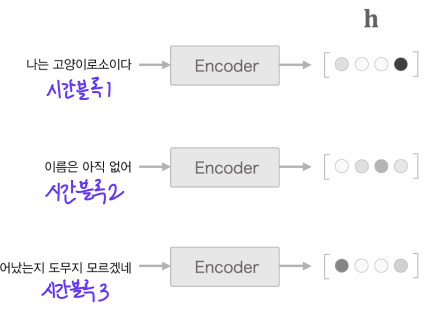 h
나는 고양이로소이다
Encoder
시간블록1
이름은 아직 없어
Encoder
시간블록2
어났는지 도무지 모르겠네
Encoder
시간블록3